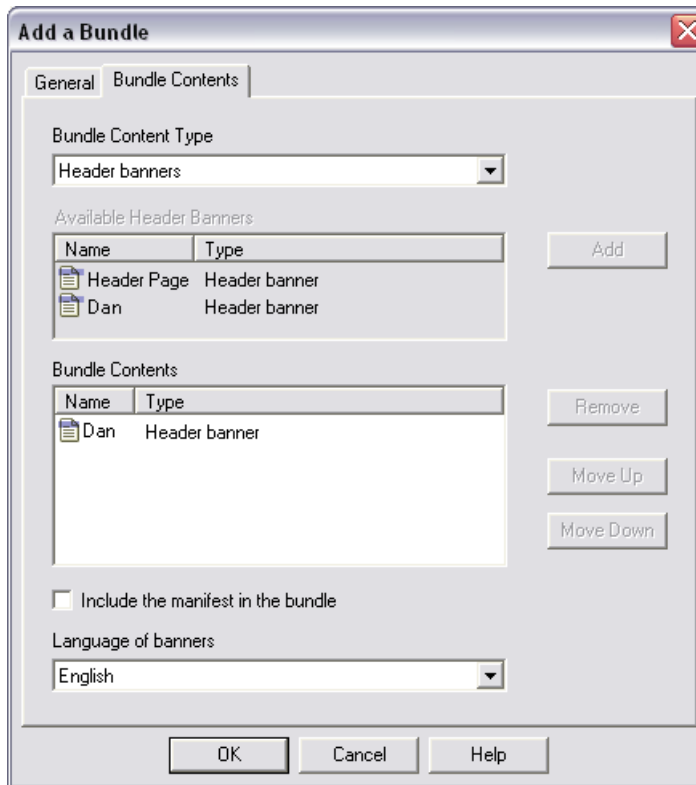 Add a Bundle
General Bundle Contents
Bundle Content Type
Header banners
Available Header Banners
Name Type Add
Header Page Header banner
Dan Header banner
Bundle Contents
Name Type Remove
Dan Header banner
Move Up
Move Down
Include the manifest in the bundle
Language of banners
English
OK Cancel Help